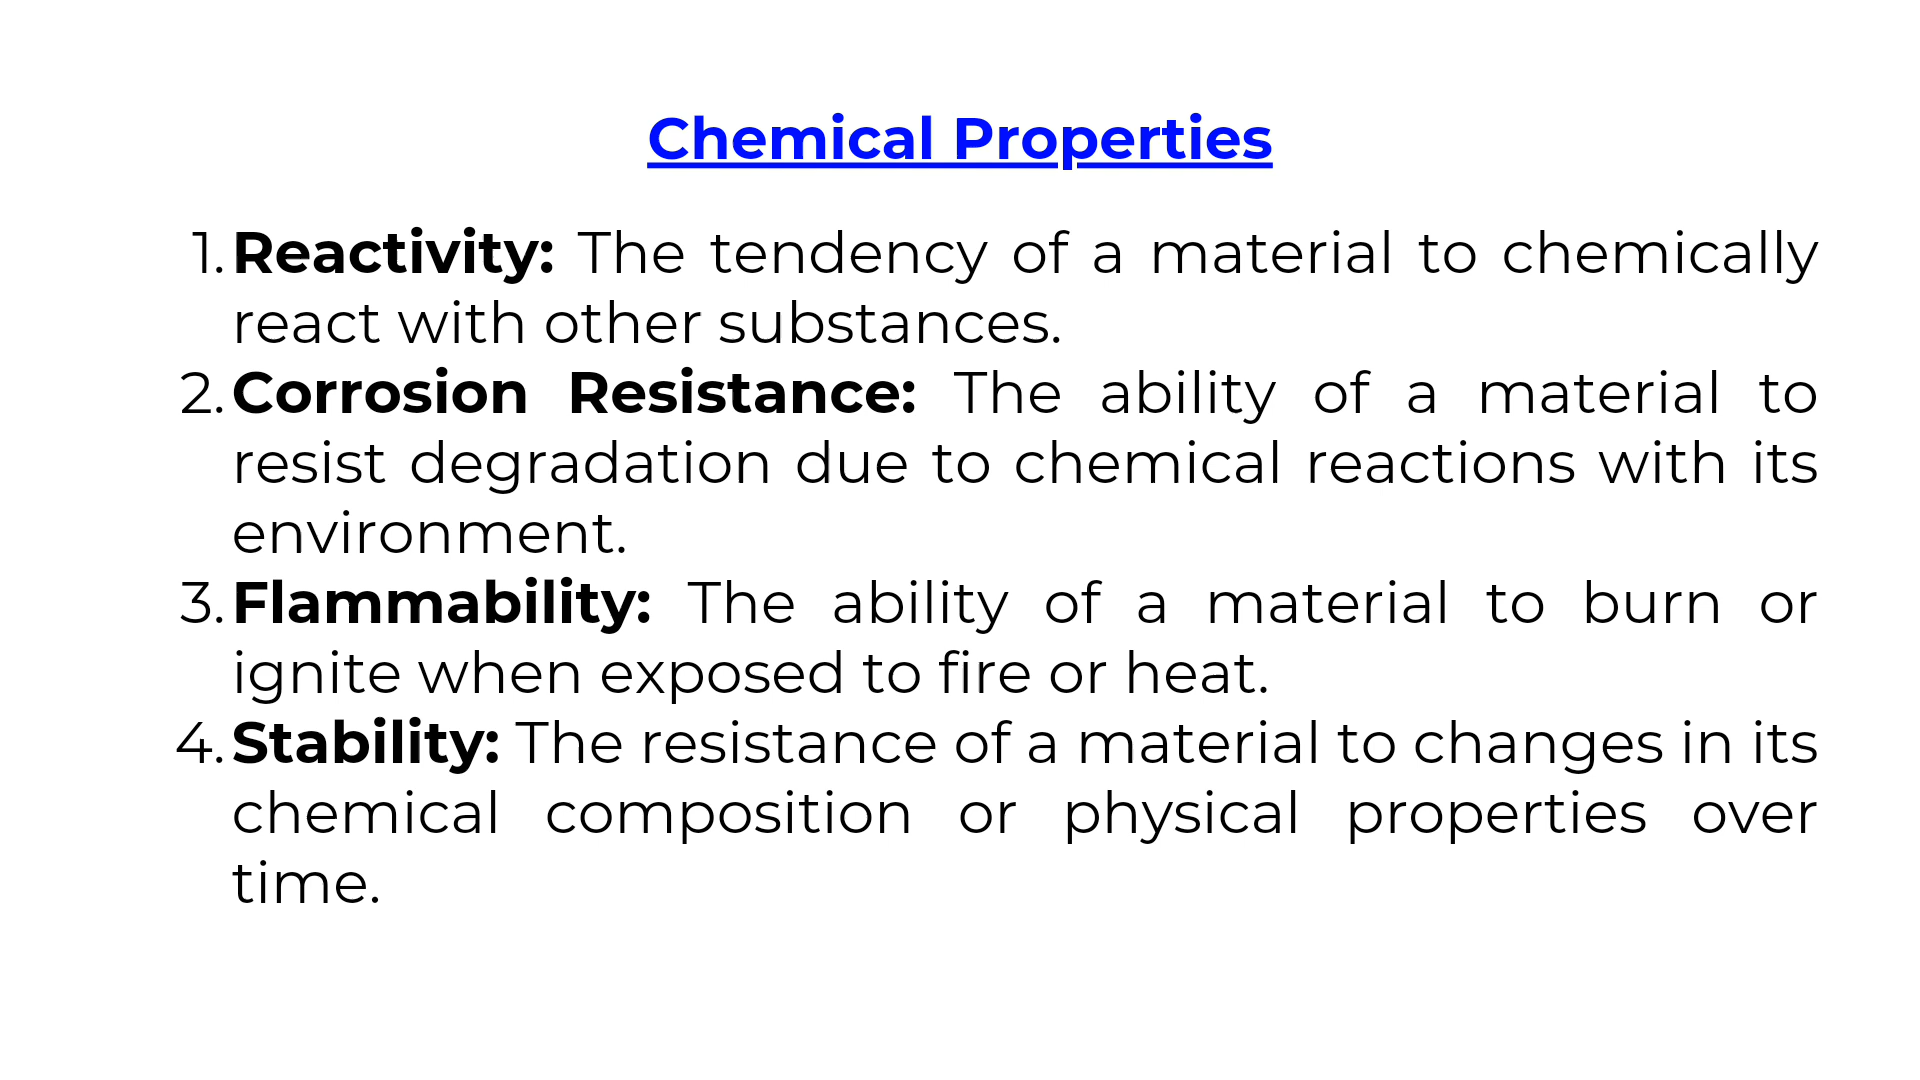 Chemical Properties
1. Reactivity: The tendency of a material to chemically
react with other substances.
2. Corrosion Resistance: The ability of a material to
resist degradation due to chemical reactions with its
environment.
3. Flammability: The ability of a material to burn or
ignite when exposed to fire or heat.
4. Stability: The resistance of a material to changes in its
chemical composition or physical properties over
time.